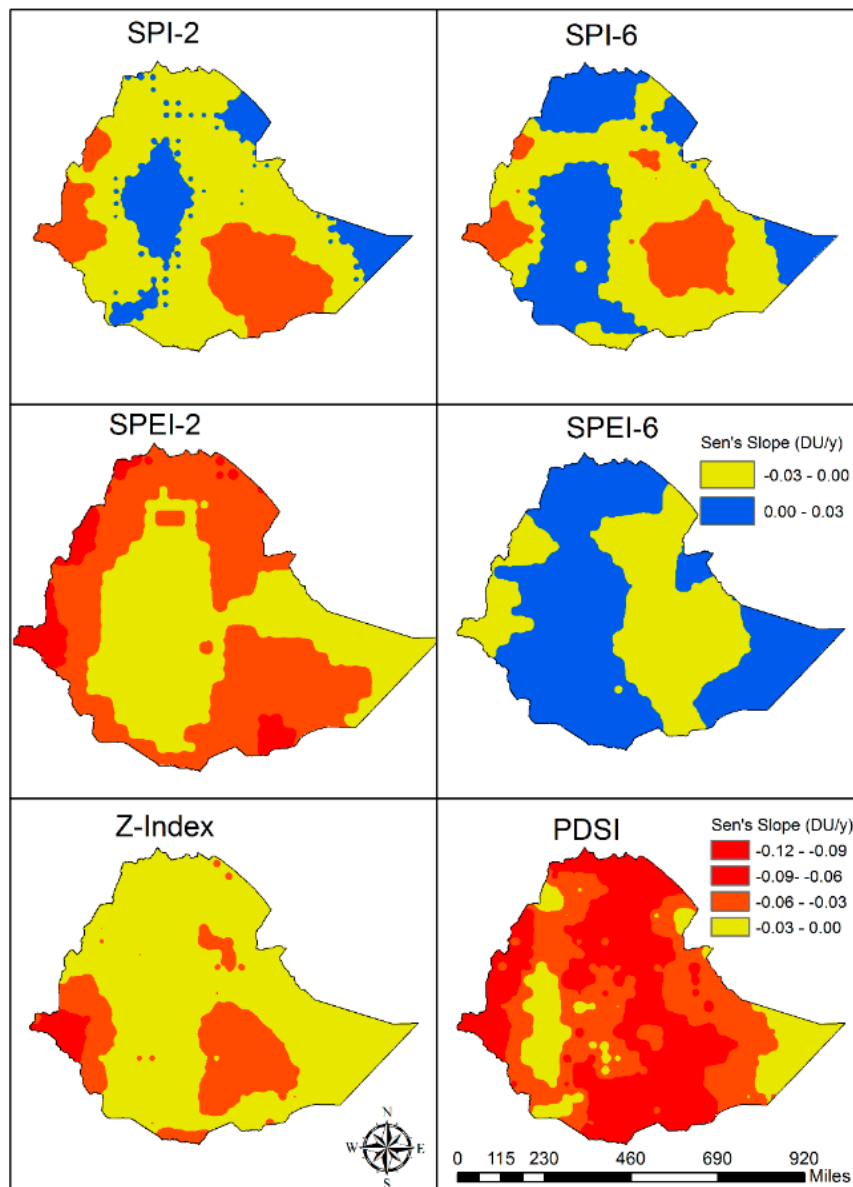 SPI-2
SPI-6
SPEI-2
SPEI-6
Sen's Slope (DU/y)
-0.03 - 0.00
0.00 - 0.03
Z-Index
PDSI
Sen's Slope (DU/y)
-0.12 - -0.09
-0.09- -0.06
-0.06 - -0.03
-0.03 - 0.00
N
W E
S
0 115 230 460 690 920
Miles